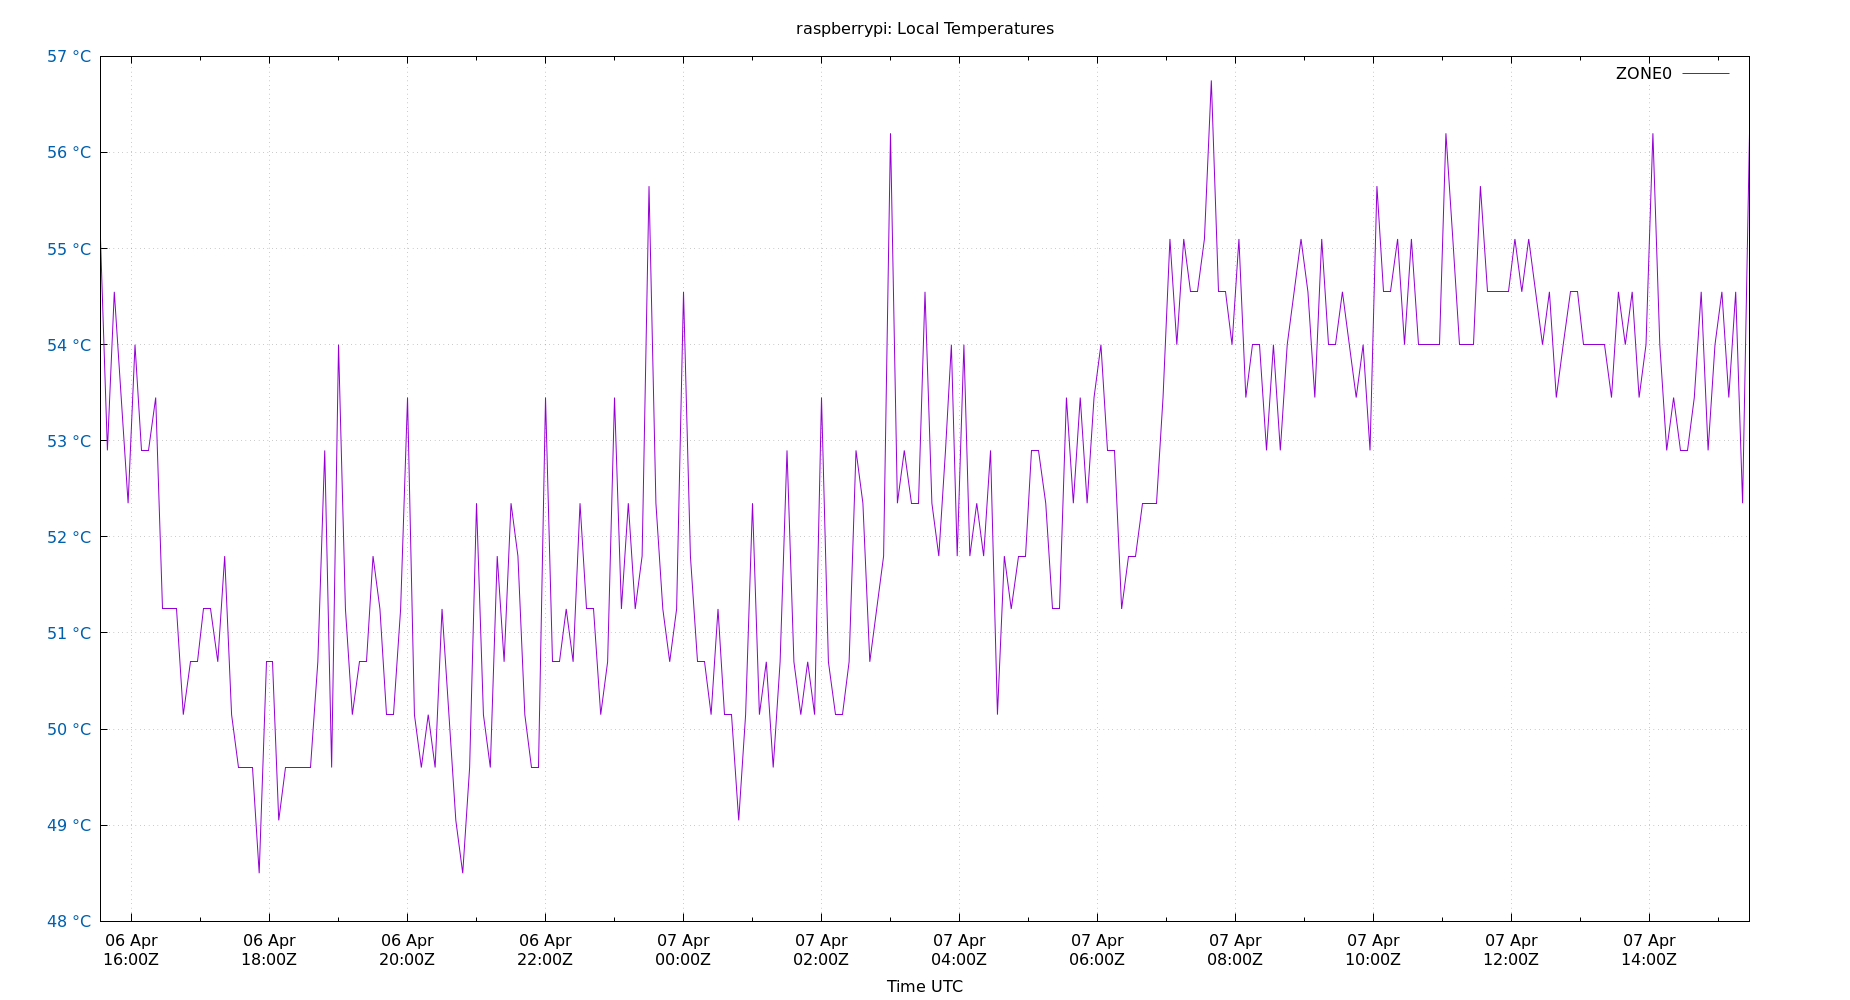 raspberrypi: Local Temperatures
57 °C
ZONE0
56 °C
55 °C
54 °C
53 °C
52 °C
51 °C
50 °C
49 °C
48 °C
06 Apr 06 Apr 06 Apr 06 Apr 07 Apr 07 Apr 07 Apr 07 Apr 07 Apr 07 Apr 07 Apr 07 Apr
16:00Z 18:00Z 20:00Z 22:00Z 00:00Z 02:00Z 04:00Z 06:00Z 08:00Z 10:00Z 12:00Z 14:00Z
Time UTC